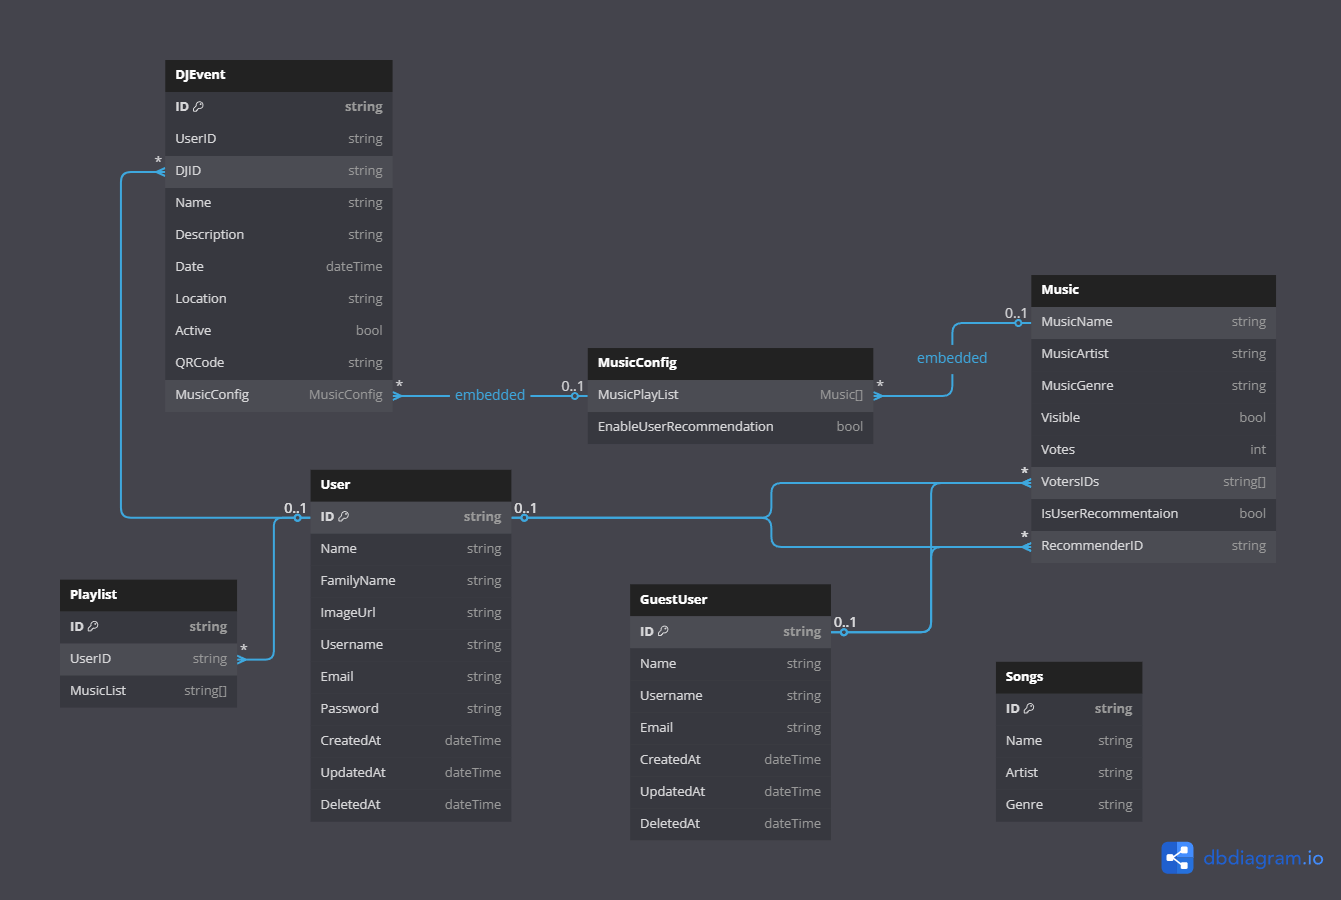 DJEvent
ID string
UserID string
* DJID string
Name string
Description string
Date dateTime
Location string
Active bool
QRCode string
MusicConfig MusicConfig *
embedded
0..1
MusicConfig
MusicPlayList Music[] *
EnableUserRecommendation bool
embedded
0..1
Music
MusicName string
MusicArtist string
MusicGenre string
Visible bool
Votes int
* VotersIDs string[]
IsUserRecommentaion bool
* RecommenderID string
User
0..1 ID string 0..1
Name string
FamilyName string
ImageUrl string
Username string
Email string
Password string
CreatedAt dateTime
UpdatedAt dateTime
DeletedAt dateTime
Playlist
ID string
UserID string *
MusicList string[]
GuestUser
ID string 0..1
Name string
Username string
Email string
CreatedAt dateTime
UpdatedAt dateTime
DeletedAt dateTime
Songs
ID string
Name string
Artist string
Genre string
dbdiagram.io